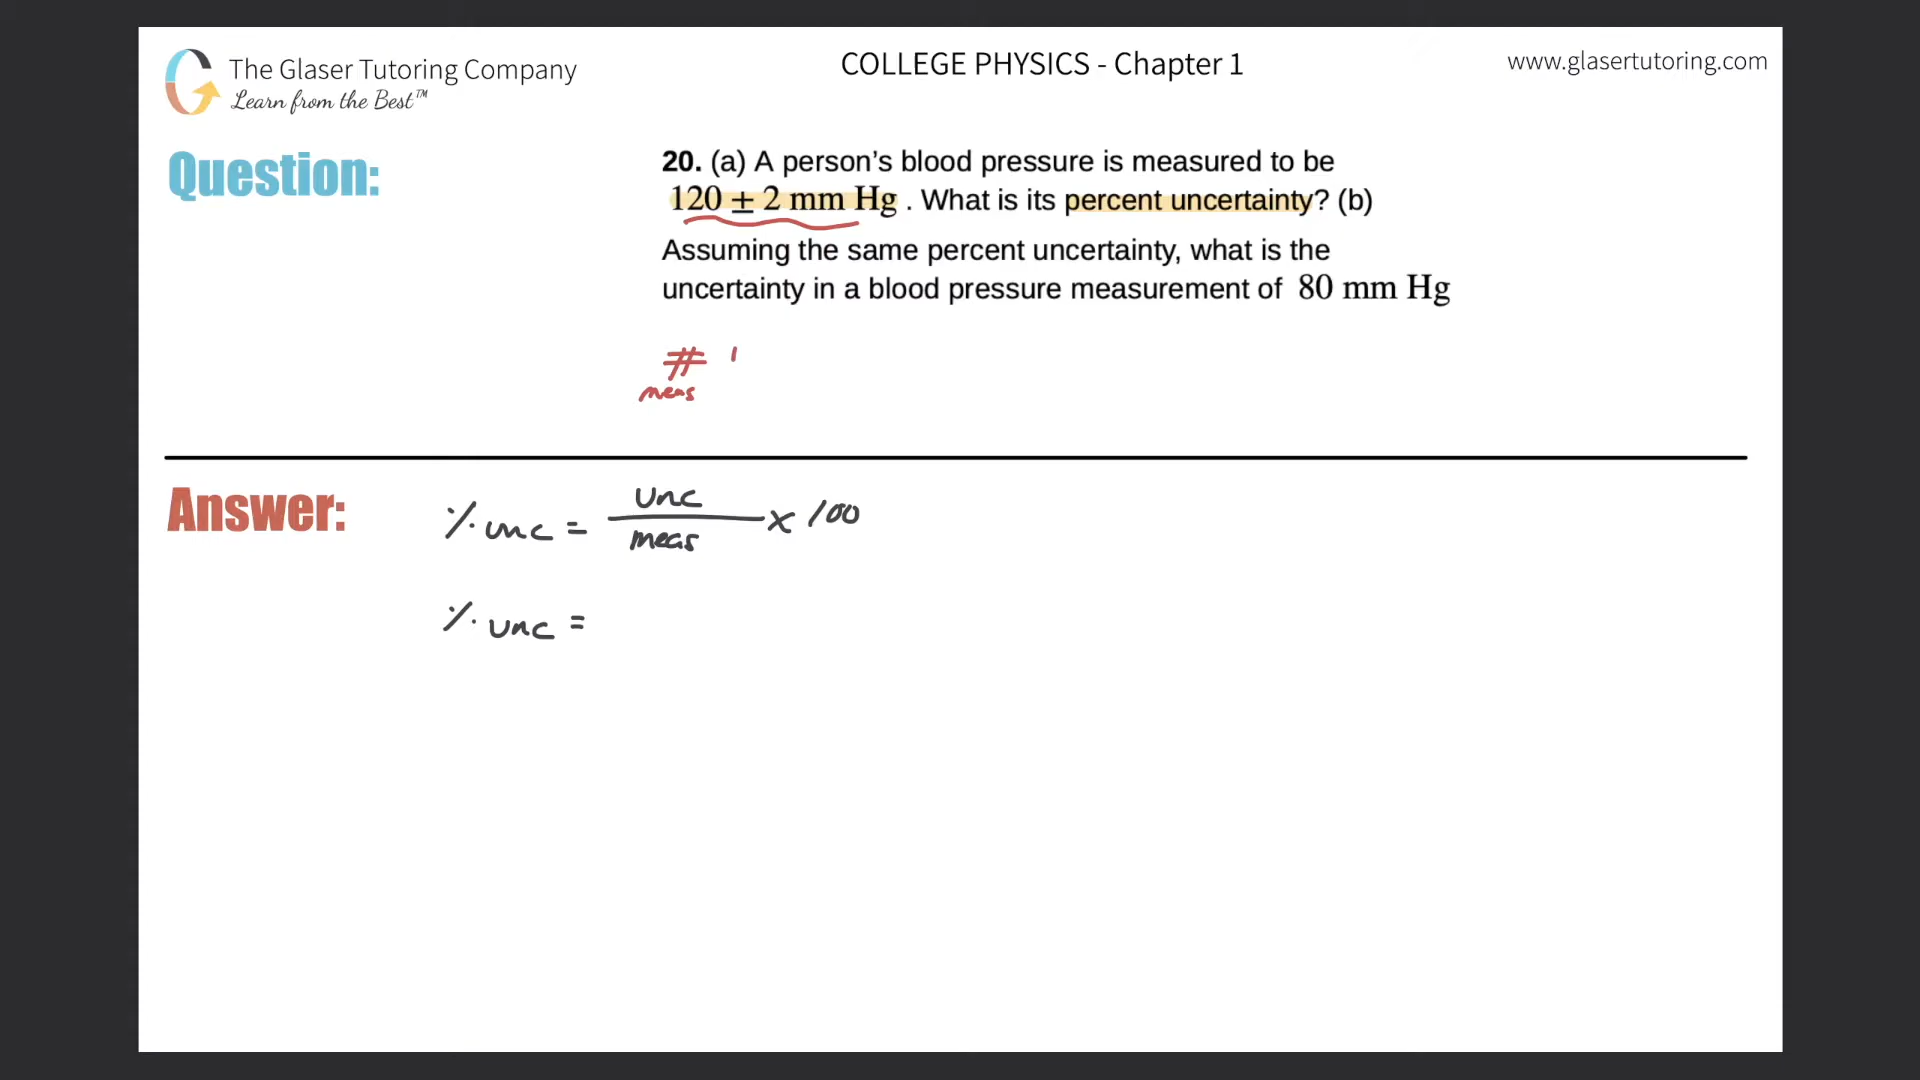 The Glaser Tutoring Company
Learn from the Best™
COLLEGE PHYSICS - Chapter 1
www.glasertutoring.com
Question:
20. (a) A person’s blood pressure is measured to be
120 ± 2 mm Hg . What is its percent uncertainty? (b)
Assuming the same percent uncertainty, what is the
uncertainty in a blood pressure measurement of 80 mm Hg
#
meas
Answer:
% unc = unc / meas x 100
% unc =